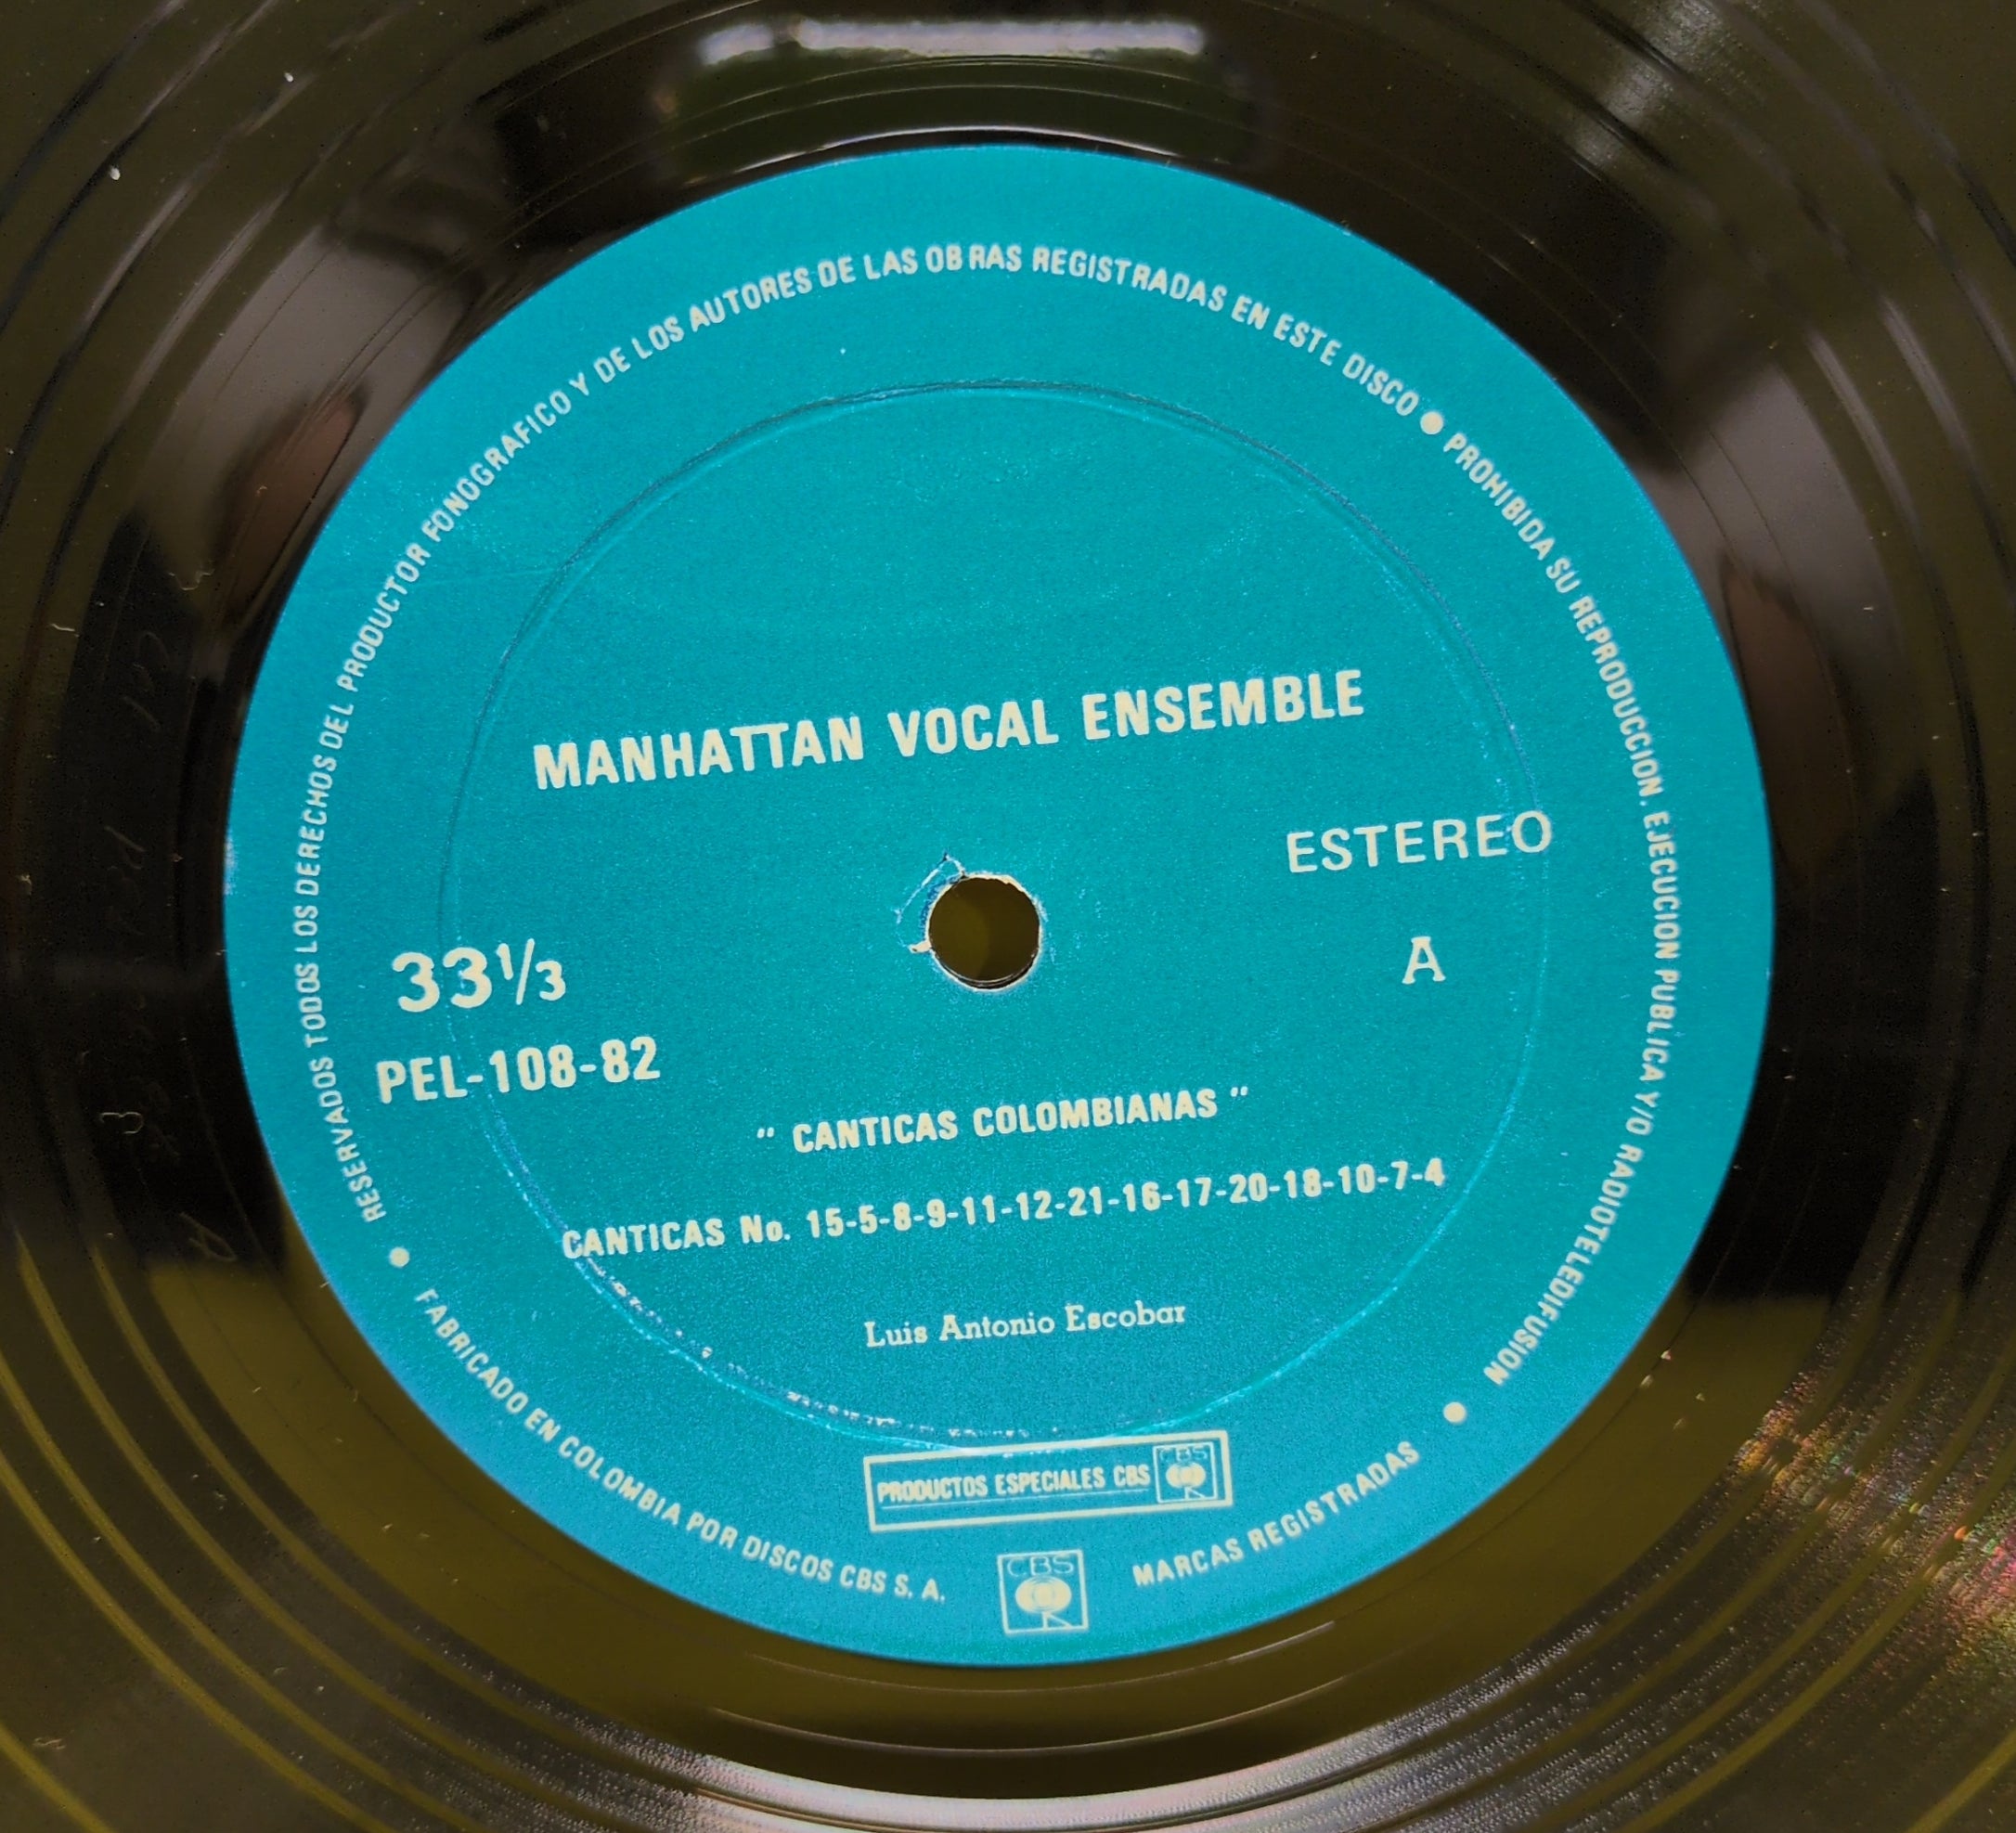 RESERVADOS TODOS LOS DERECHOS DEL PRODUCTOR FONOGRAFICO Y DE LOS AUTORES DE LAS OBRAS REGISTRADAS EN ESTE DISCO ● PROHIBIDA SU REPRODUCCION. EJECUCION PUBLICA Y/O RADIOTELEDIFUSION ●
MANHATTAN VOCAL ENSEMBLE
ESTEREO
33⅓
A
PEL-108-82
" CANTICAS COLOMBIANAS "
CANTICAS No. 15-5-8-9-11-12-21-16-17-20-18-10-7-4
Luis Antonio Escobar
PRODUCTOS ESPECIALES CBS CBS
● FABRICADO EN COLOMBIA POR DISCOS CBS S. A.
CBS
MARCAS REGISTRADAS